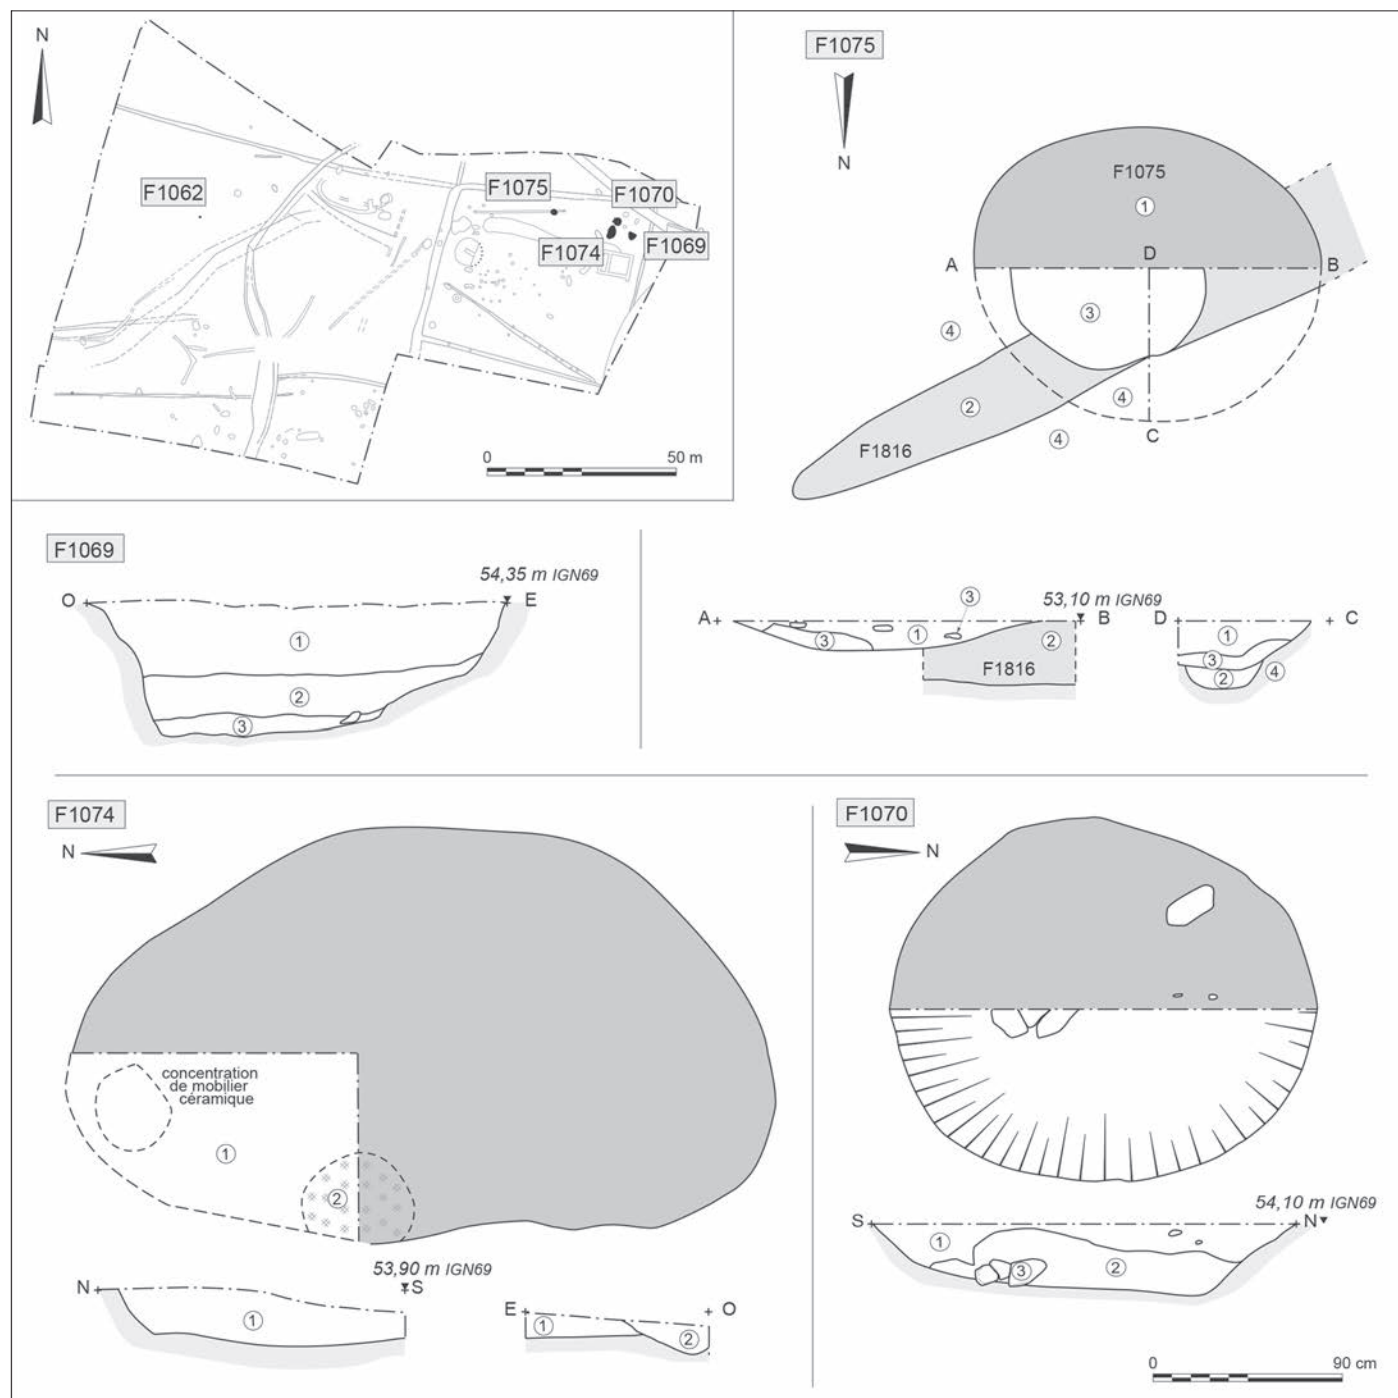 N
F1062
F1075
F1070
F1074
F1069
0 50 m
F1075
N
F1075
①
A D B
③
④
② ④
F1816 ④ C
F1069
54,35 m IGN69
O E
①
②
③
③ 53,10 m IGN69
A B D C
③ ① ② ①
F1816 ③
② ④
F1074
N
concentration
de mobilier
céramique
①
②
53,90 m IGN69
N S
①
E O
① ②
F1070
N
54,10 m IGN69
S N
① ③ ②
0 90 cm